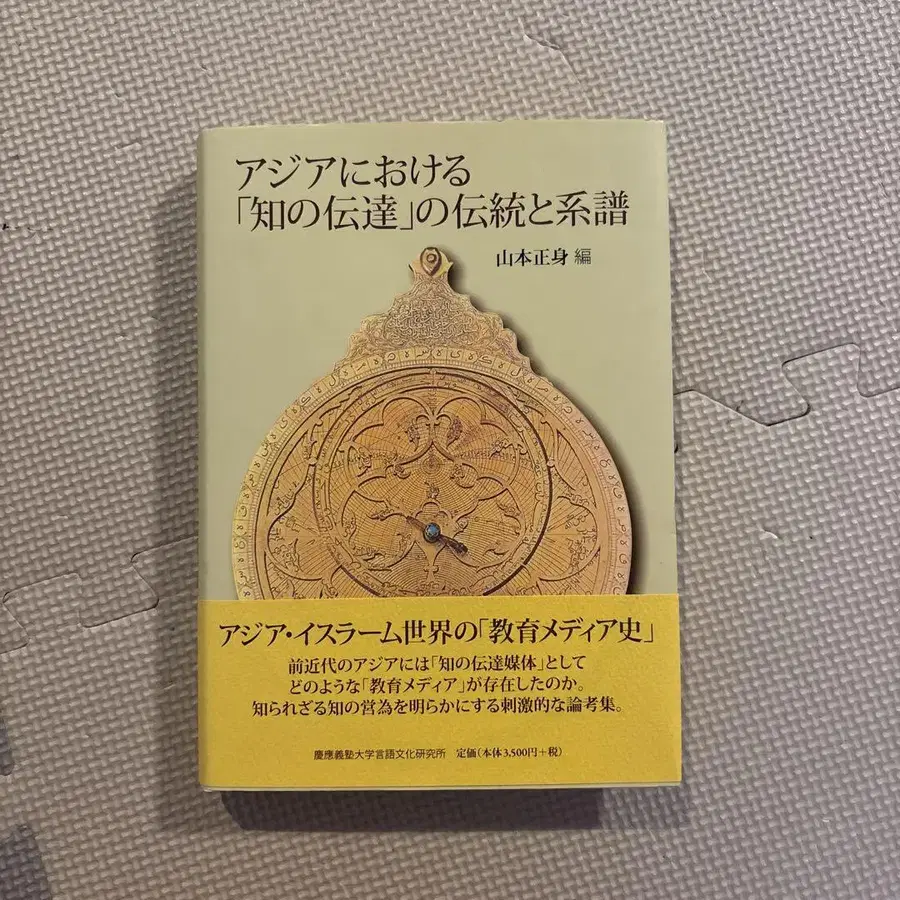 アジアにおける
「知の伝達」の伝統と系譜
山本正身 編
アジア・イスラーム世界の「教育メディア史」
前近代のアジアには「知の伝達媒体」として
どのような「教育メディア」が存在したのか。
知られざる知の営為を明らかにする刺激的な論考集。
慶應義塾大学言語文化研究所 定価(本体3,500円+税)